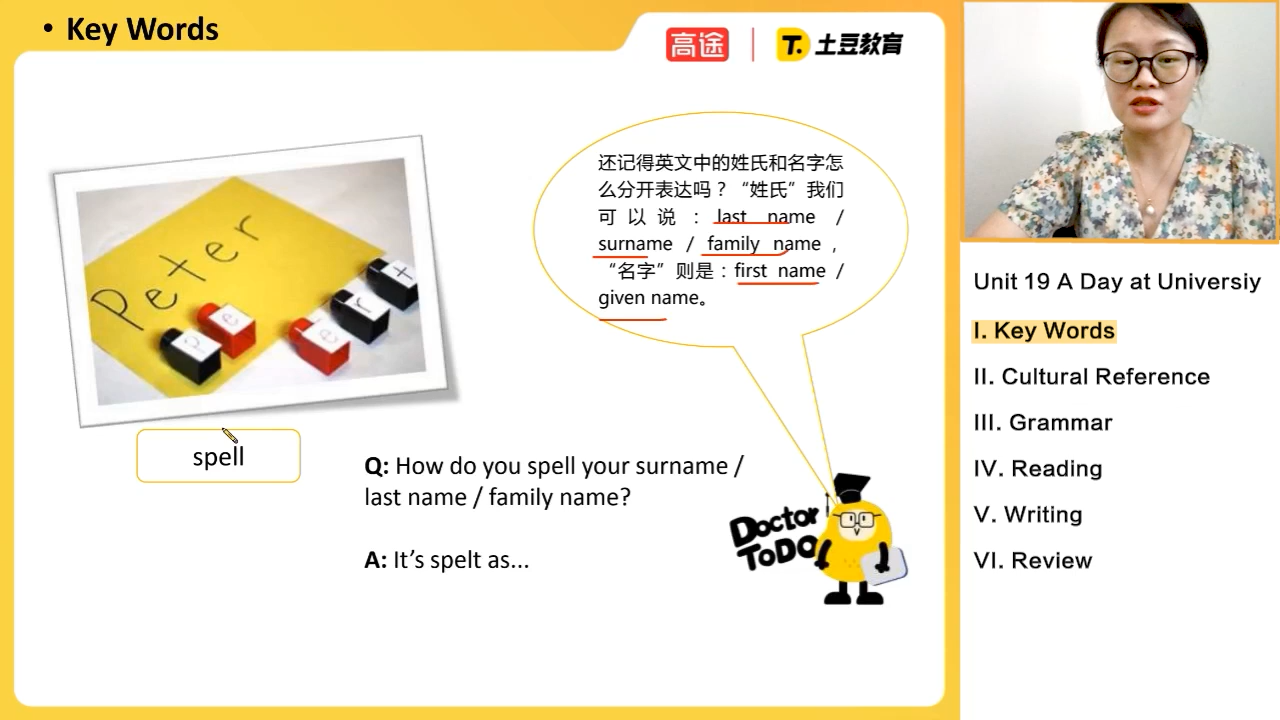 • Key Words
高途
T. 土豆教育
还记得英文中的姓氏和名字怎
么分开表达吗？“姓氏”我们
可以说：last name /
surname / family name，
“名字”则是：first name /
given name。
Peter
p e t e r
spell
Q: How do you spell your surname /
last name / family name?
A: It’s spelt as...
Doctor
ToDo
Unit 19 A Day at Universiy
I. Key Words
II. Cultural Reference
III. Grammar
IV. Reading
V. Writing
VI. Review